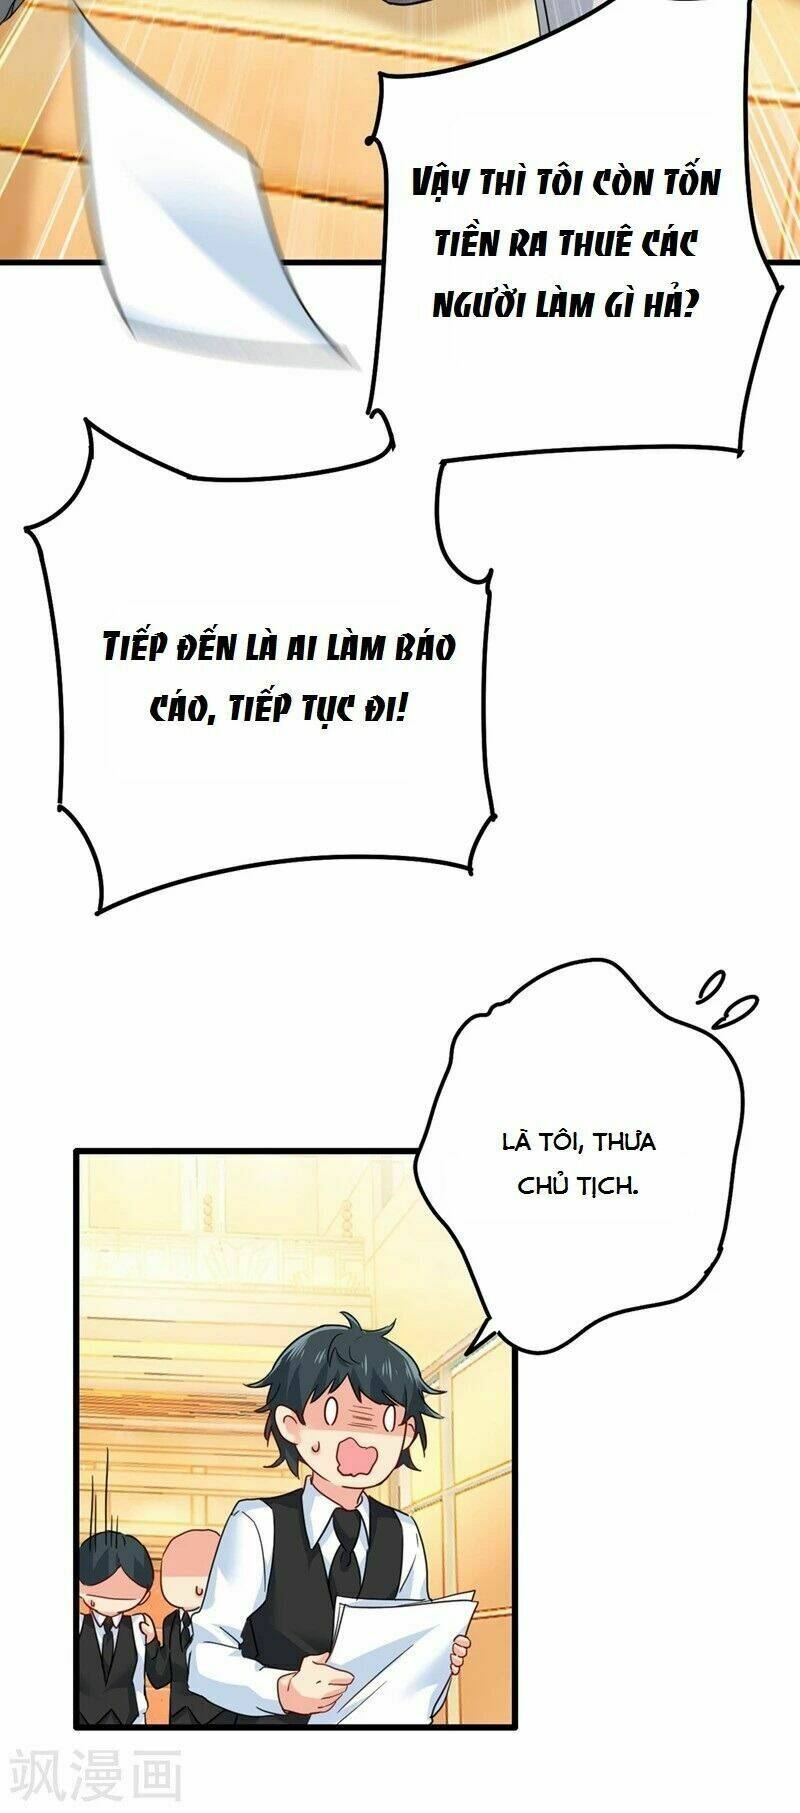 VẬY THÌ TÔI CÒN TỐN
TIỀN RA THUÊ CÁC
NGƯỜI LÀM GÌ HẢ?
TIẾP ĐẾN LÀ AI LÀM BÁO
CÁO, TIẾP TỤC ĐI!
LÀ TÔI, THƯA
CHỦ TỊCH.
飒漫画